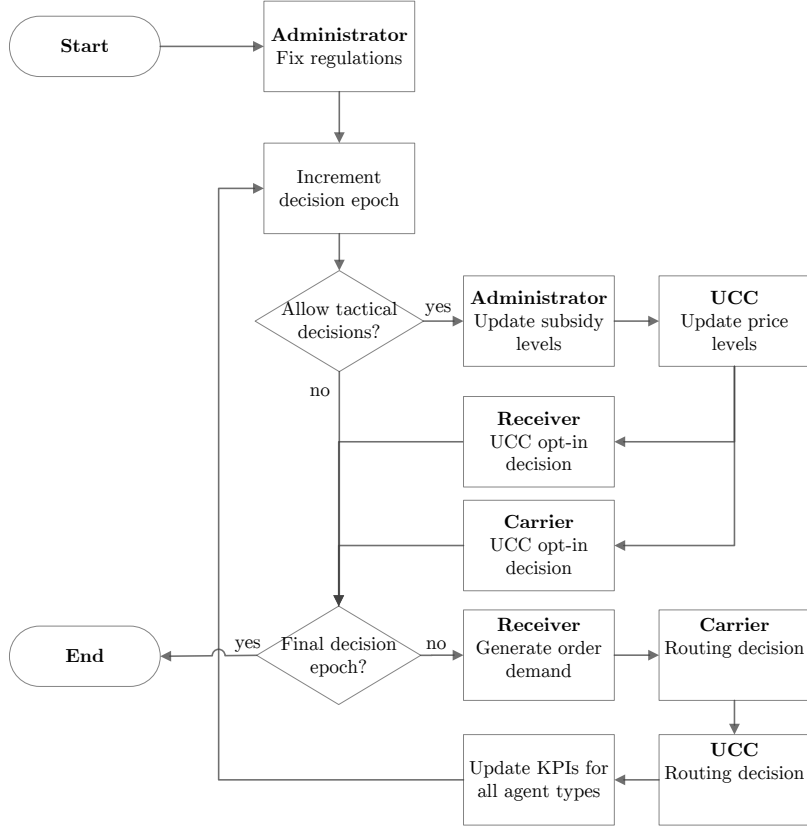 Start
Administrator
Fix regulations
Increment
decision epoch
Allow tactical
decisions?
yes
Administrator
Update subsidy
levels
UCC
Update price
levels
no
Receiver
UCC opt-in
decision
Carrier
UCC opt-in
decision
End
yes
Final decision
epoch?
no
Receiver
Generate order
demand
Carrier
Routing decision
UCC
Routing decision
Update KPIs for
all agent types